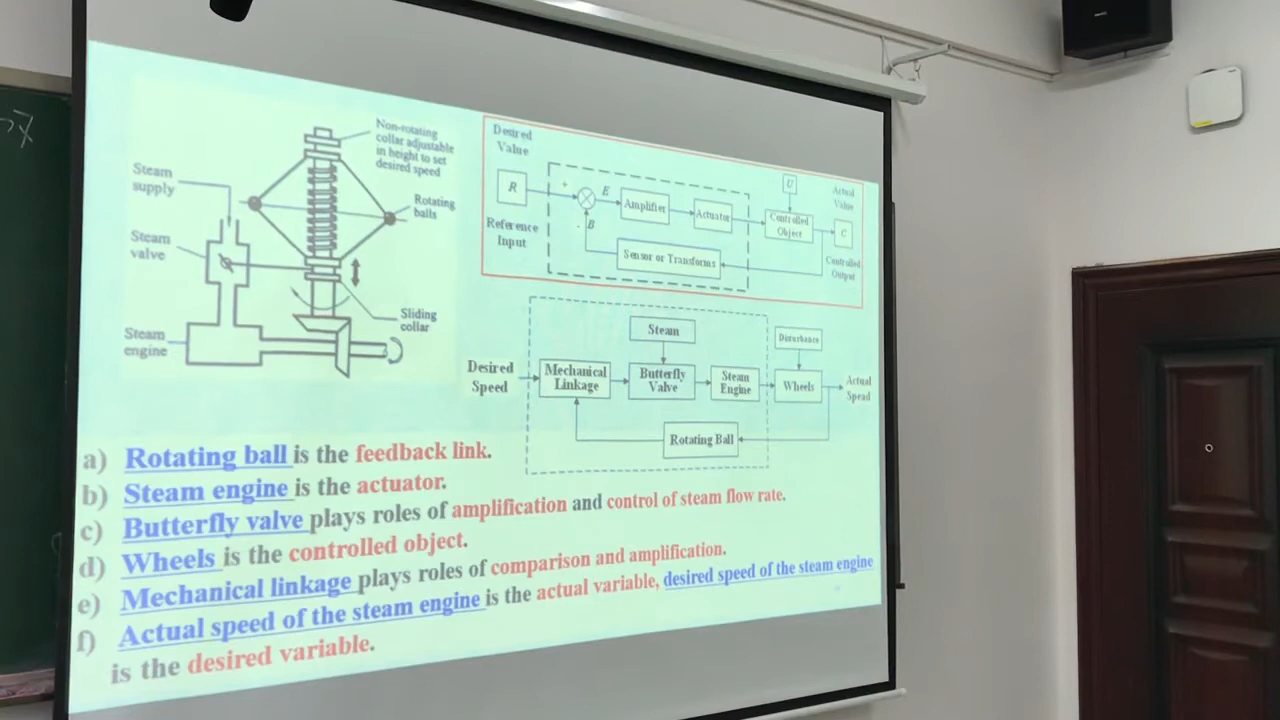 Non-rotating
collar adjustable
in height to set
desired speed
Steam
supply
Rotating
balls
Steam
valve
Sliding
collar
Steam
engine
Desired
Value
R
Reference
Input
+
E
-
B
Amplifier
Actuator
U
Controlled
Object
Actual
Value
C
Controlled
Output
Sensor or Transforms
Steam
Disturbance
Desired
Speed
Mechanical
Linkage
Butterfly
Valve
Steam
Engine
Wheels
Actual
Spead
Rotating Ball
a) Rotating ball is the feedback link.
b) Steam engine is the actuator.
c) Butterfly valve plays roles of amplification and control of steam flow rate.
d) Wheels is the controlled object.
e) Mechanical linkage plays roles of comparison and amplification.
f) Actual speed of the steam engine is the actual variable, desired speed of the steam engine
is the desired variable.